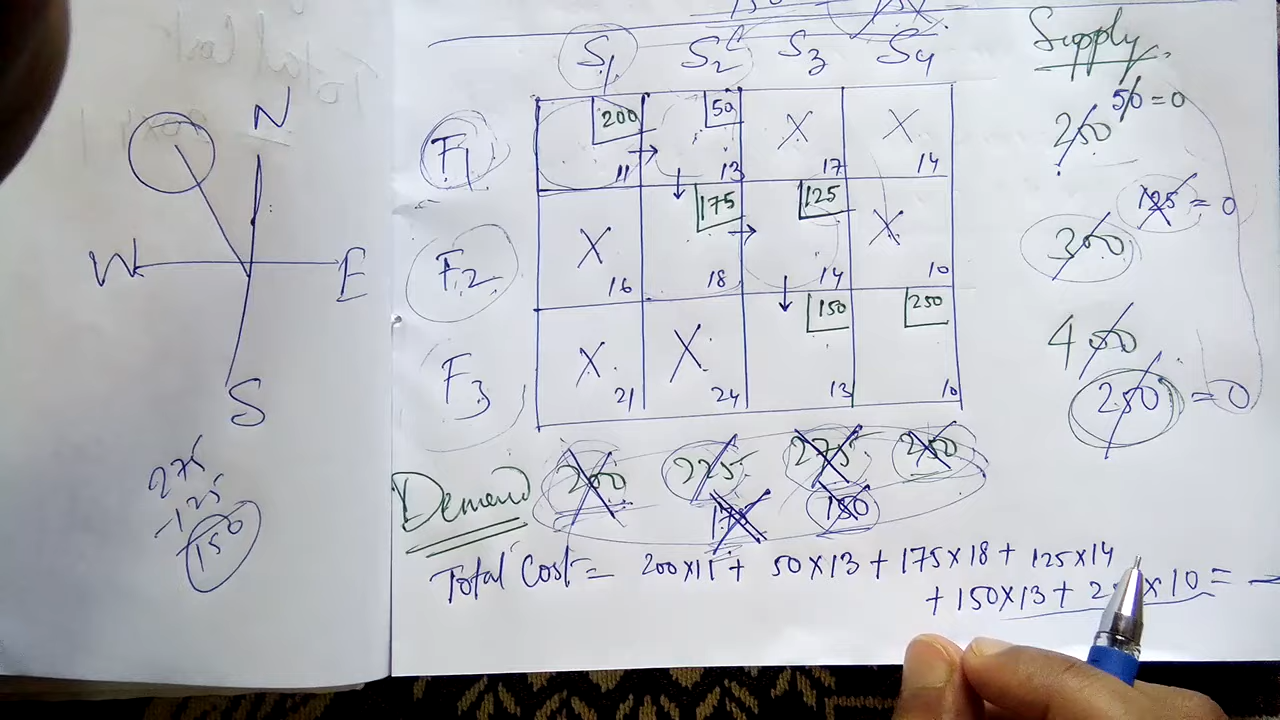 N
W E
S
275
-125
150
S1 S2 S3 S4 Supply
F1 200 11 50 13 X 17 X 14 250 50=0
F2 X 16 175 18 125 14 X 10 300 125=0
F3 X 21 X 24 150 13 250 10 400
250=0
Demand 200 225 275 250
150
Total Cost = 200x11+ 50x13+175x18+125x14
+150x13+ x10=